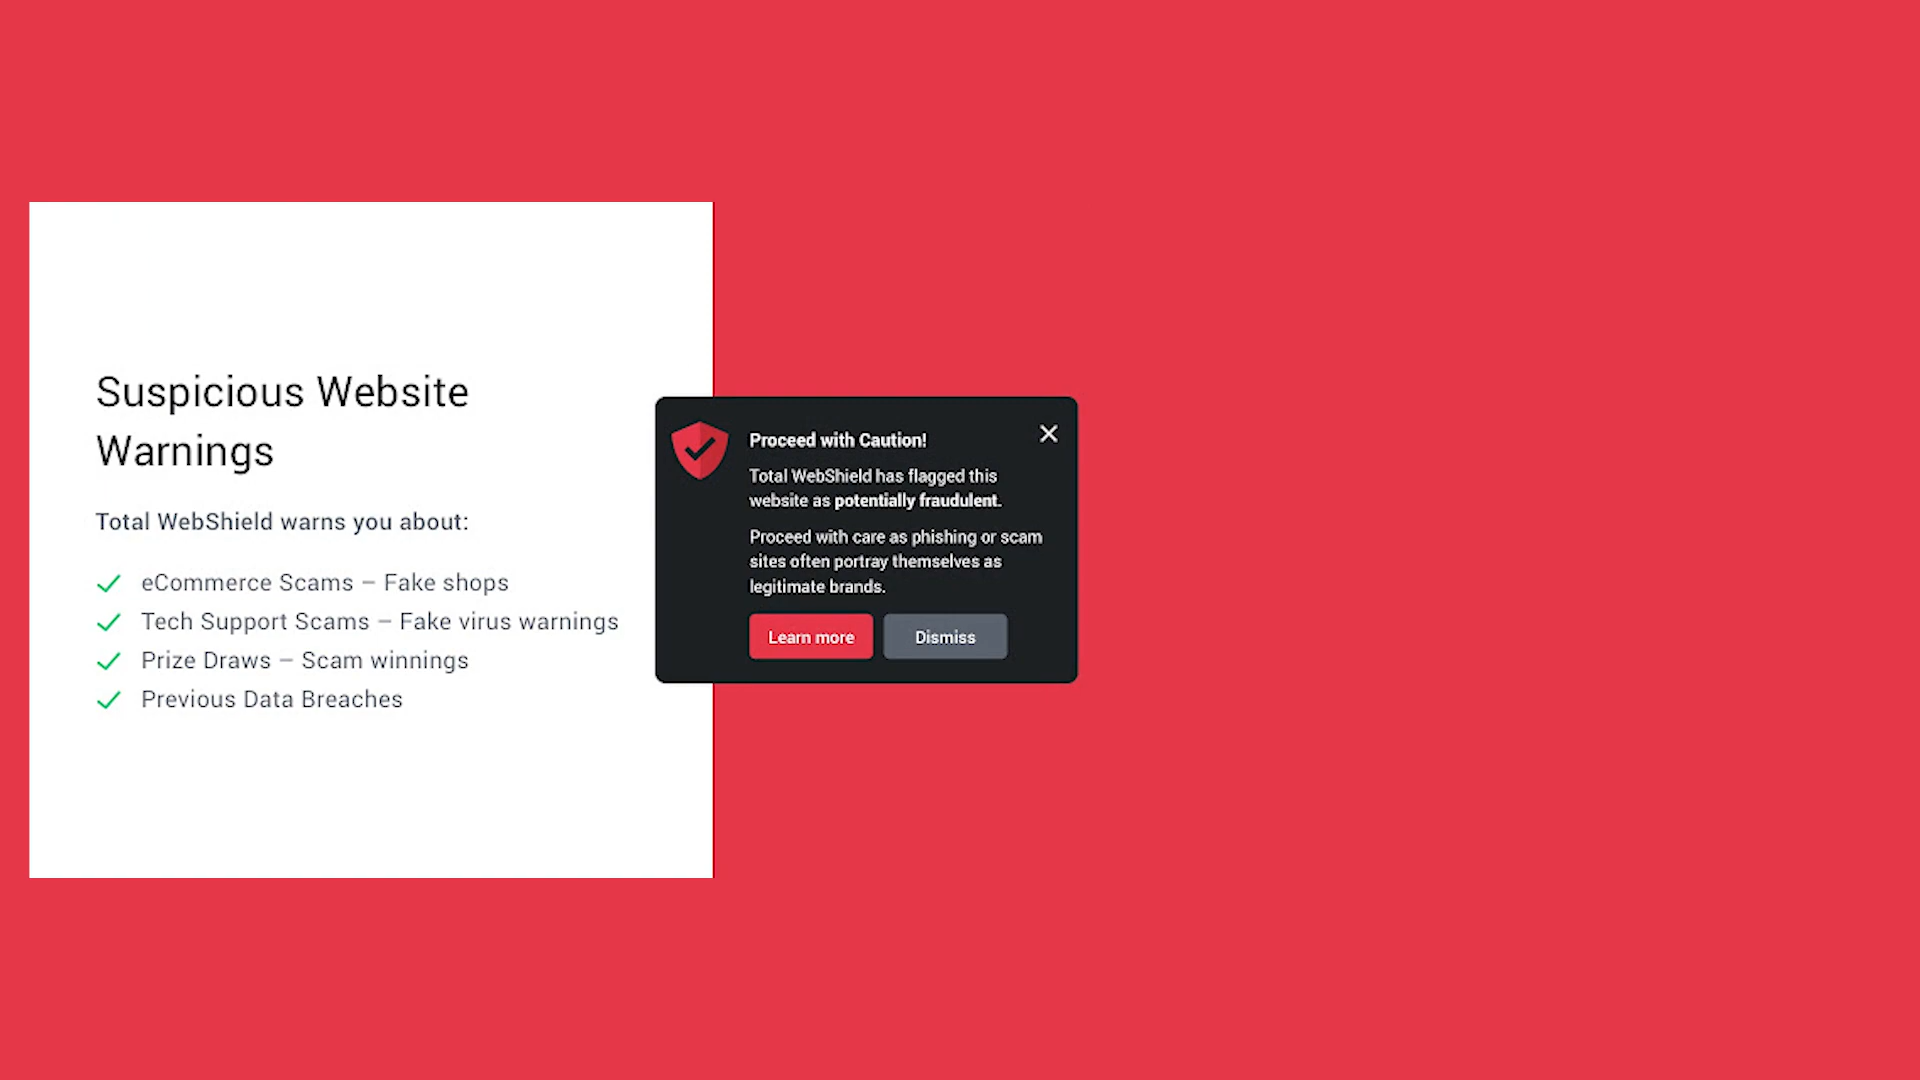 Suspicious Website
Warnings
Total WebShield warns you about:
eCommerce Scams – Fake shops
Tech Support Scams – Fake virus warnings
Prize Draws – Scam winnings
Previous Data Breaches
Proceed with Caution!
Total WebShield has flagged this
website as potentially fraudulent.
Proceed with care as phishing or scam
sites often portray themselves as
legitimate brands.
Learn more
Dismiss